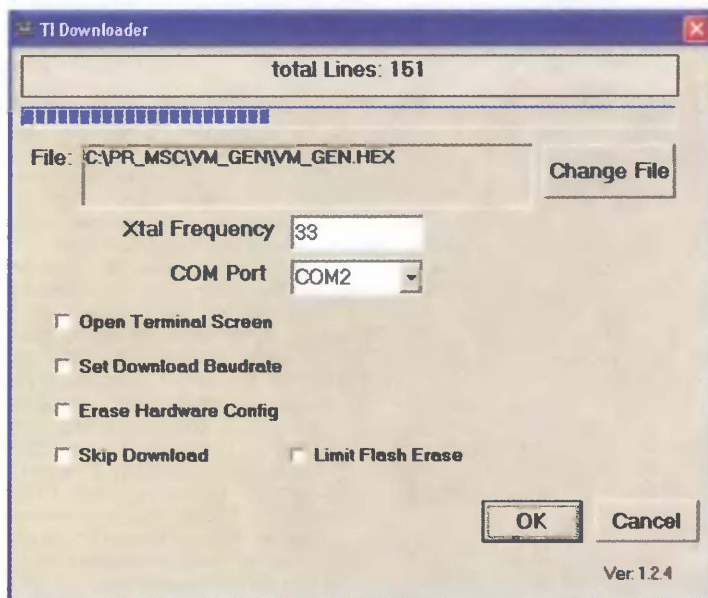 TI Downloader
total Lines: 151
File: C:\PR_MSC\VM_GEN\VM_GEN.HEX
Change File
Xtal Frequency 33
COM Port COM2
Open Terminal Screen
Set Download Baudrate
Erase Hardware Config
Skip Download Limit Flash Erase
OK Cancel
Ver: 1.2.4